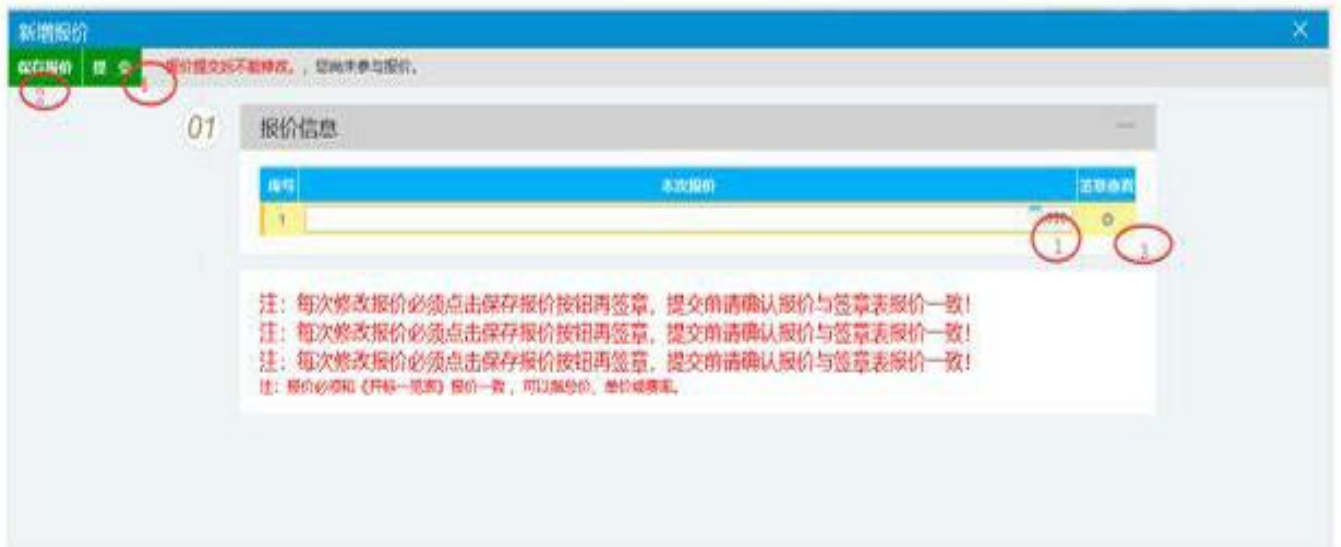 新增报价
保存报价 提 交 报价提交后不能修改。，您尚未参与报价。
2 4
01 报价信息
序号 本次报价 签章查看
1
1 3
注：每次修改报价必须点击保存报价按钮再签章，提交前请确认报价与签章表报价一致！
注：每次修改报价必须点击保存报价按钮再签章，提交前请确认报价与签章表报价一致！
注：每次修改报价必须点击保存报价按钮再签章，提交前请确认报价与签章表报价一致！
注：报价必须和《开标一览表》报价一致，可以是总价、单价或费率。